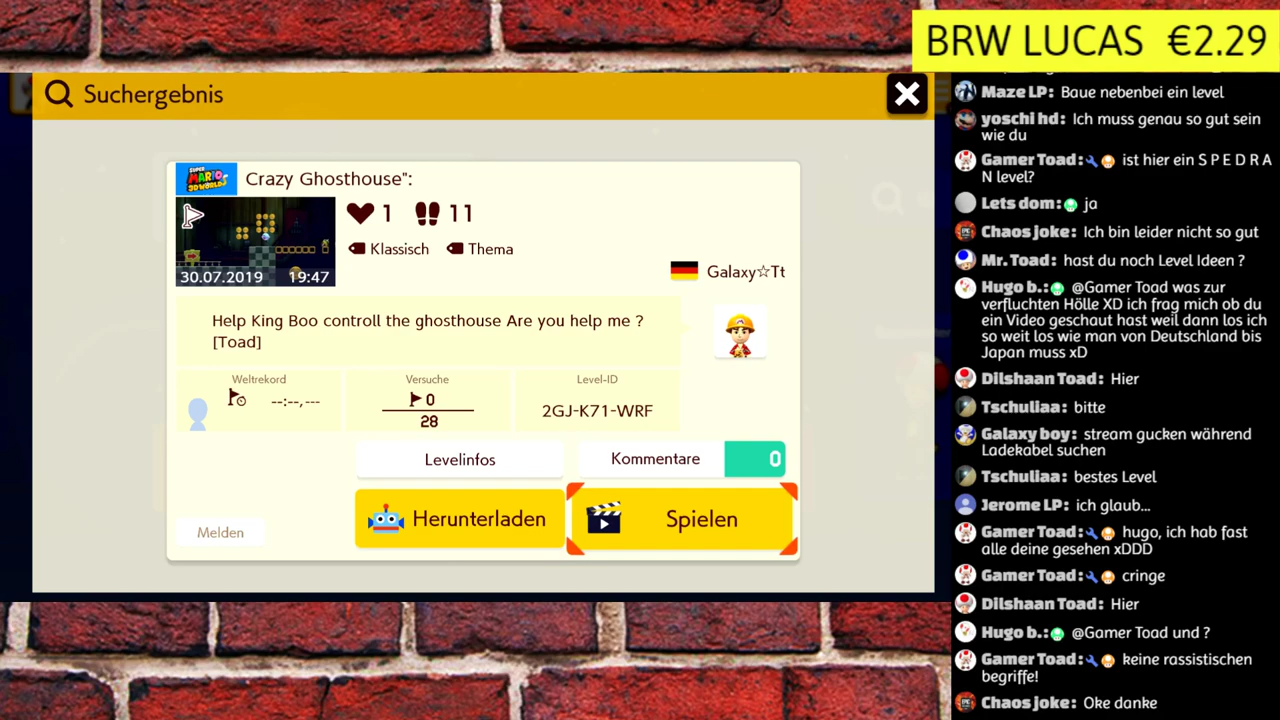 BRW LUCAS €2.29
Suchergebnis
SUPER MARIO 3D WORLD
Crazy Ghosthouse":
1 11
Klassisch Thema
30.07.2019 19:47
Galaxy☆Tt
Help King Boo controll the ghosthouse Are you help me ?
[Toad]
Weltrekord
--:--,---
Versuche
0
28
Level-ID
2GJ-K71-WRF
Levelinfos
Kommentare 0
Melden
Herunterladen
Spielen
Maze LP: Baue nebenbei ein level
yoschi hd: Ich muss genau so gut sein
wie du
Gamer Toad: ist hier ein S P E D R A
N level?
Lets dom: ja
Chaos joke: Ich bin leider nicht so gut
Mr. Toad: hast du noch Level Ideen ?
Hugo b.: @Gamer Toad was zur
verfluchten Hölle XD ich frag mich ob du
ein Video geschaut hast weil dann los ich
so weit los wie man von Deutschland bis
Japan muss xD
Dilshaan Toad: Hier
Tschuliaa: bitte
Galaxy boy: stream gucken während
Ladekabel suchen
Tschuliaa: bestes Level
Jerome LP: ich glaub...
Gamer Toad: hugo, ich hab fast
alle deine gesehen xDDD
Gamer Toad: cringe
Dilshaan Toad: Hier
Hugo b.: @Gamer Toad und ?
Gamer Toad: keine rassistischen
begriffe!
Chaos joke: Oke danke